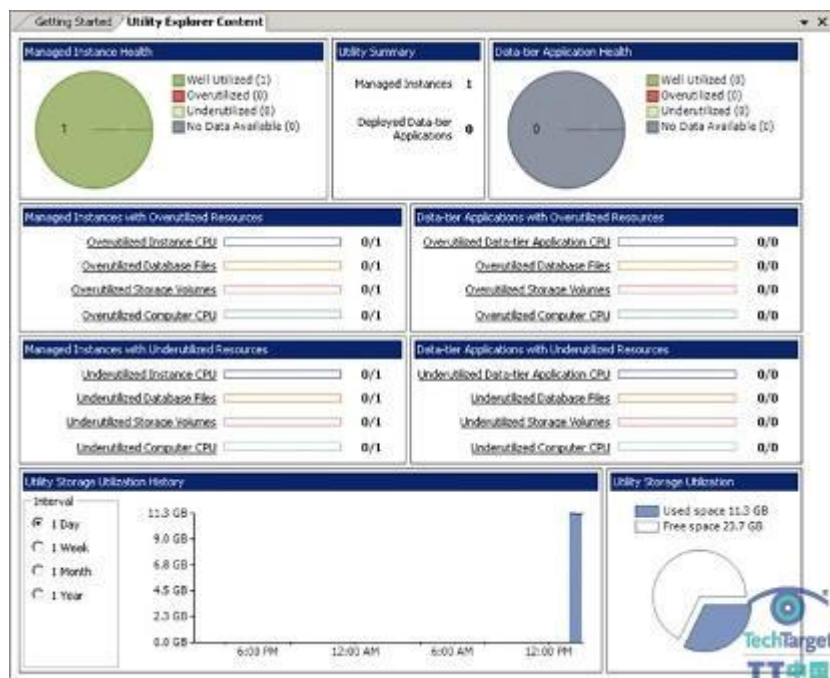 Getting Started
Utility Explorer Content
Managed Instance Health
1
Well Utilized (1)
Overutilized (0)
Underutilized (0)
No Data Available (0)
Utility Summary
Managed Instances 1
Deployed Data-tier
Applications 0
Data-tier Application Health
0
Well Utilized (0)
Overutilized (0)
Underutilized (0)
No Data Available (0)
Managed Instances with Overutilized Resources
Overutilized Instance CPU 0/1
Overutilized Database Files 0/1
Overutilized Storage Volumes 0/1
Overutilized Computer CPU 0/1
Data-tier Applications with Overutilized Resources
Overutilized Data-tier Application CPU 0/0
Overutilized Database Files 0/0
Overutilized Storage Volumes 0/0
Overutilized Computer CPU 0/0
Managed Instances with Underutilized Resources
Underutilized Instance CPU 0/1
Underutilized Database Files 0/1
Underutilized Storage Volumes 0/1
Underutilized Computer CPU 0/1
Data-tier Applications with Underutilized Resources
Underutilized Data-tier Application CPU 0/0
Underutilized Database Files 0/0
Underutilized Storage Volumes 0/0
Underutilized Computer CPU 0/0
Utility Storage Utilization History
Interval
1 Day
1 Week
1 Month
1 Year
11.3 GB
9.0 GB
6.8 GB
4.5 GB
2.3 GB
0.0 GB
6:00 PM 12:00 AM 6:00 AM 12:00 PM
Utility Storage Utilization
Used space 11.3 GB
Free space 23.7 GB
TechTarget
TT中国